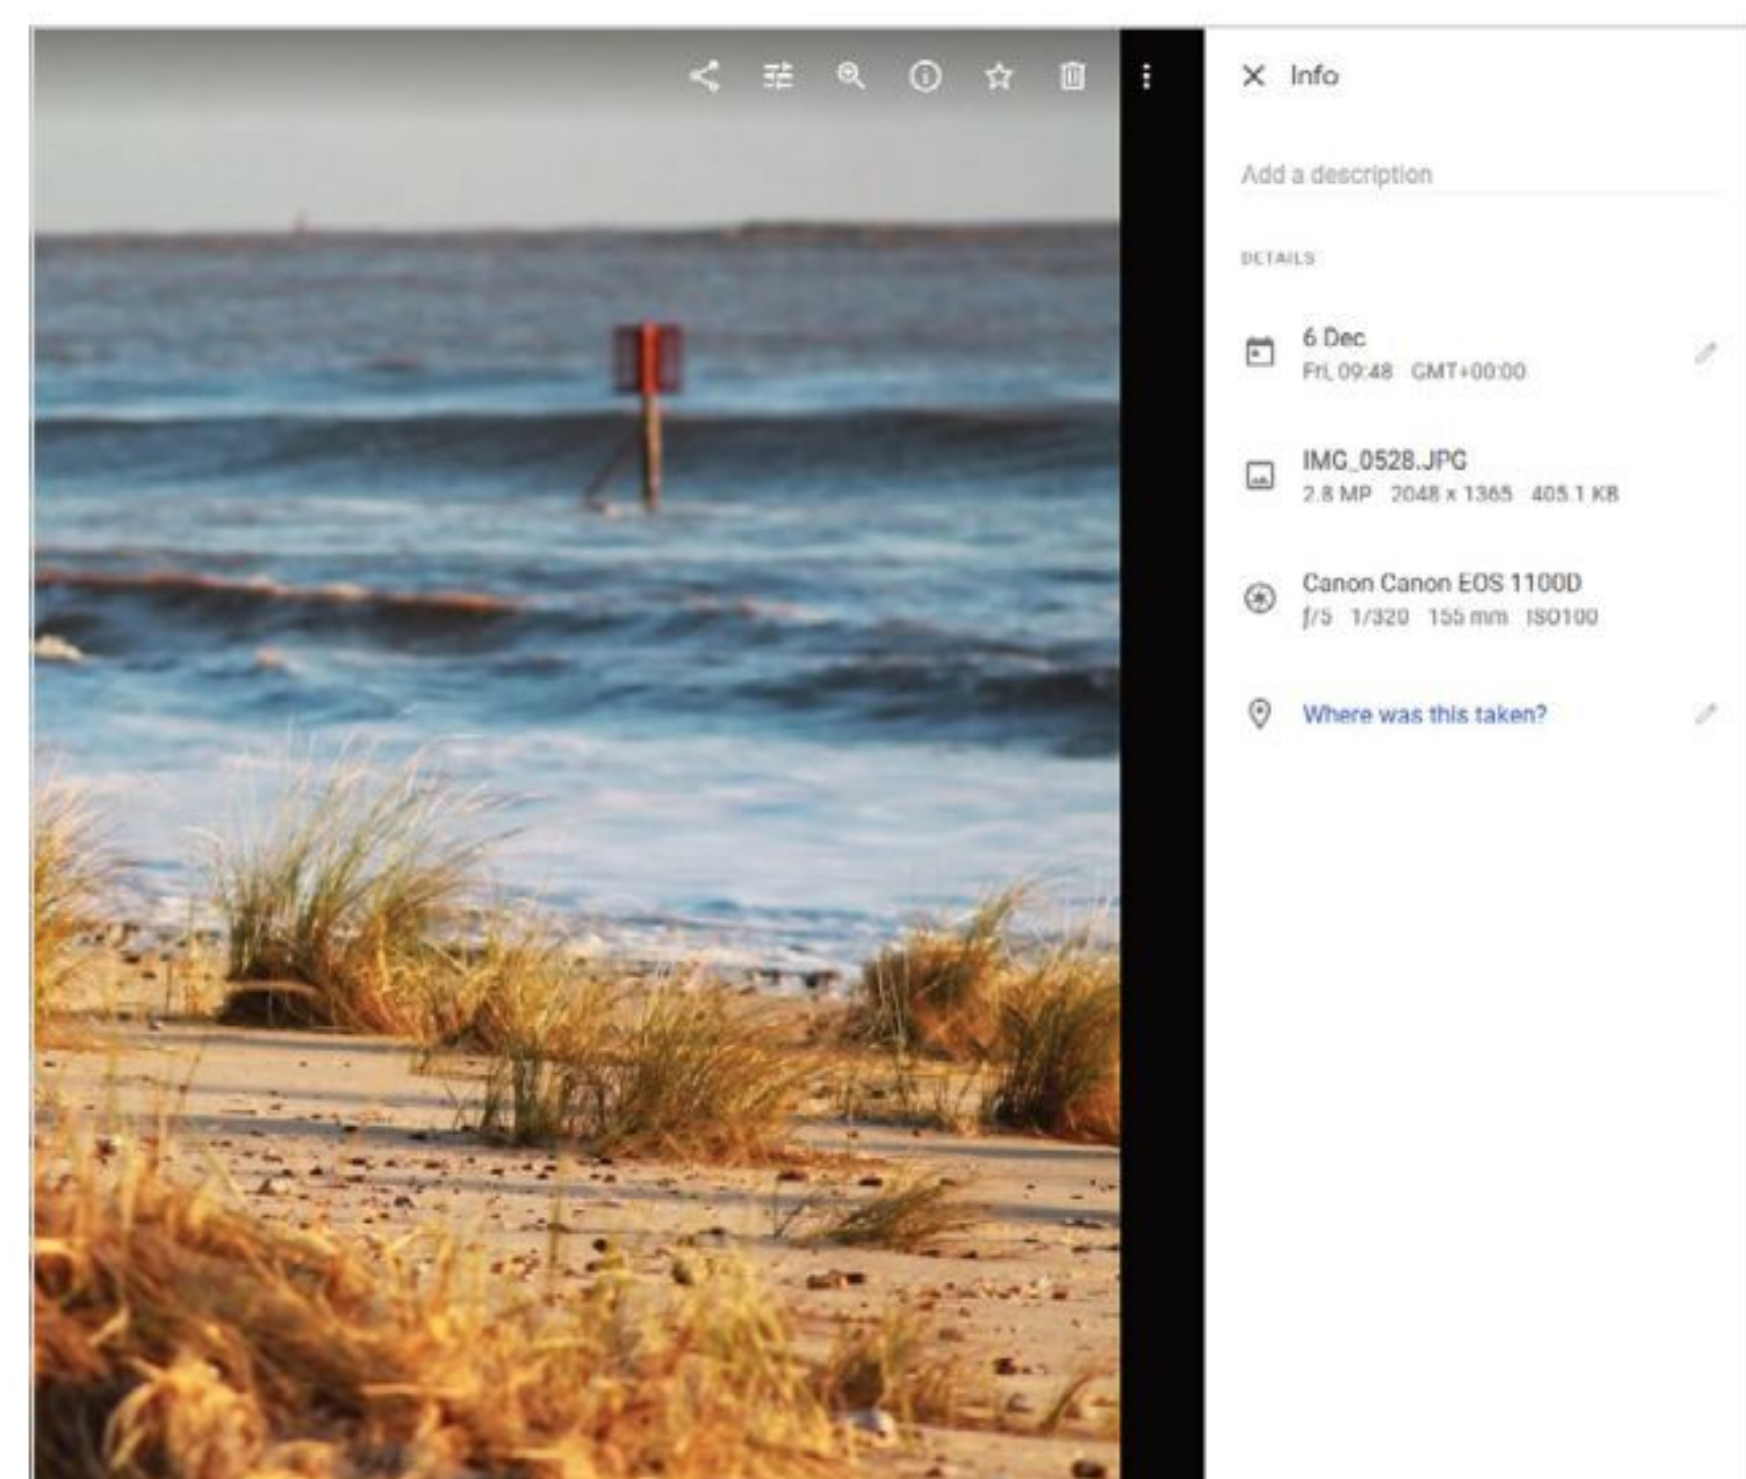 Info
Add a description
DETAILS
6 Dec
Fri, 09:48 GMT+00:00
IMG_0528.JPG
2.8 MP 2048 x 1365 405.1 KB
Canon Canon EOS 1100D
ƒ/5 1/320 155 mm ISO100
Where was this taken?